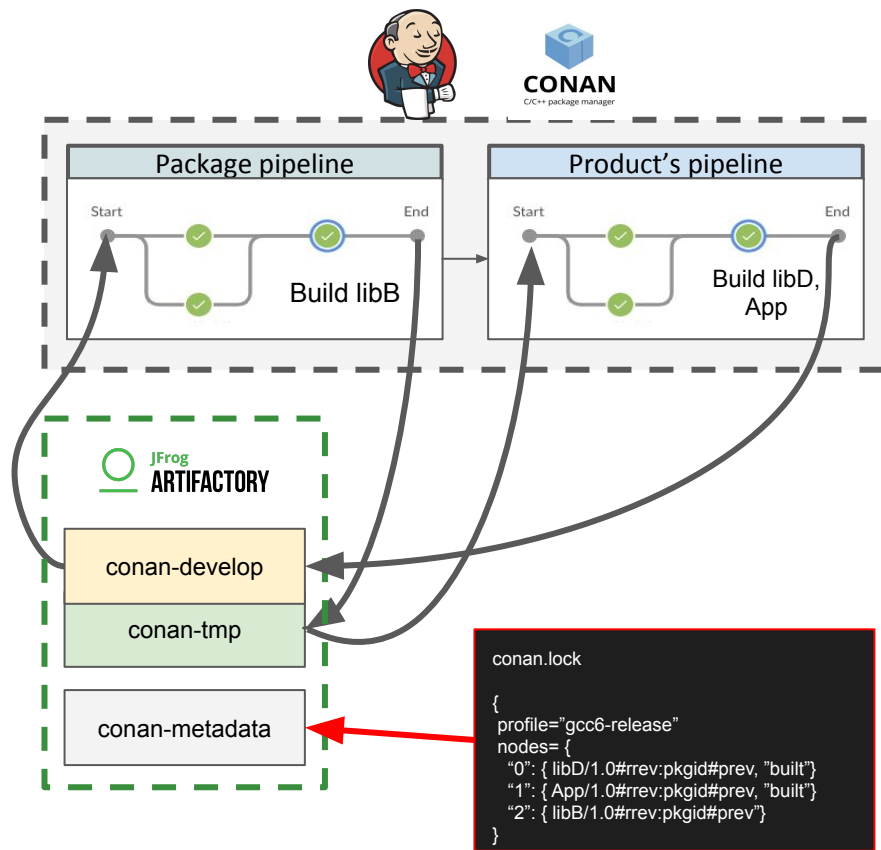 CONAN
C/C++ package manager
Package pipeline
Start
End
Build libB
Product’s pipeline
Start
End
Build libD,
App
JFrog
ARTIFACTORY
conan-develop
conan-tmp
conan-metadata
conan.lock
{
profile=”gcc6-release”
nodes= {
“0”: { libD/1.0#rrev:pkgid#prev, ”built”}
“1”: { App/1.0#rrev:pkgid#prev, ”built”}
“2”: { libB/1.0#rrev:pkgid#prev”}
}